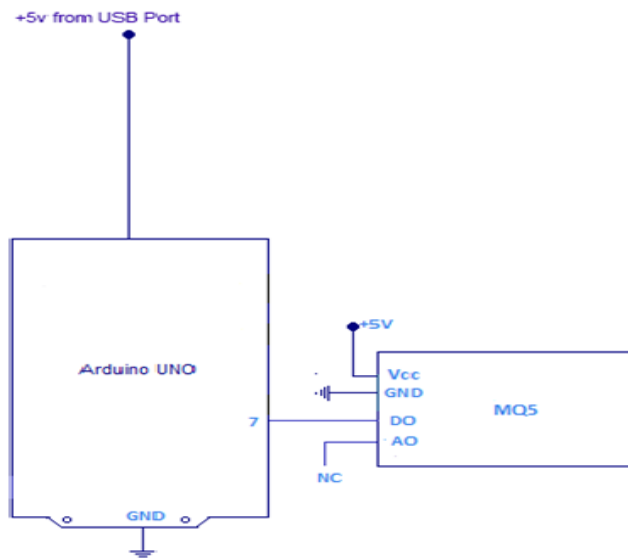 +5v from USB Port
+5V
Vcc
GND
Arduino UNO
MQ5
7
DO
AO
NC
GND